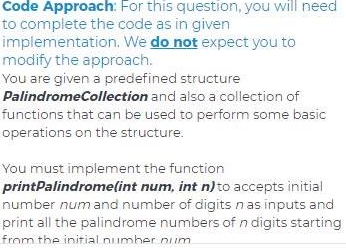 Code Approach: For this question, you will need
to complete the code as in given
implementation. We do not expect you to
modify the approach.
You are given a predefined structure
PalindromeCollection and also a collection of
functions that can be used to perform some basic
operations on the structure.
You must implement the function
printPalindrome(int num, int n) to accepts initial
number num and number of digits n as inputs and
print all the palindrome numbers of n digits starting
from the initial number num